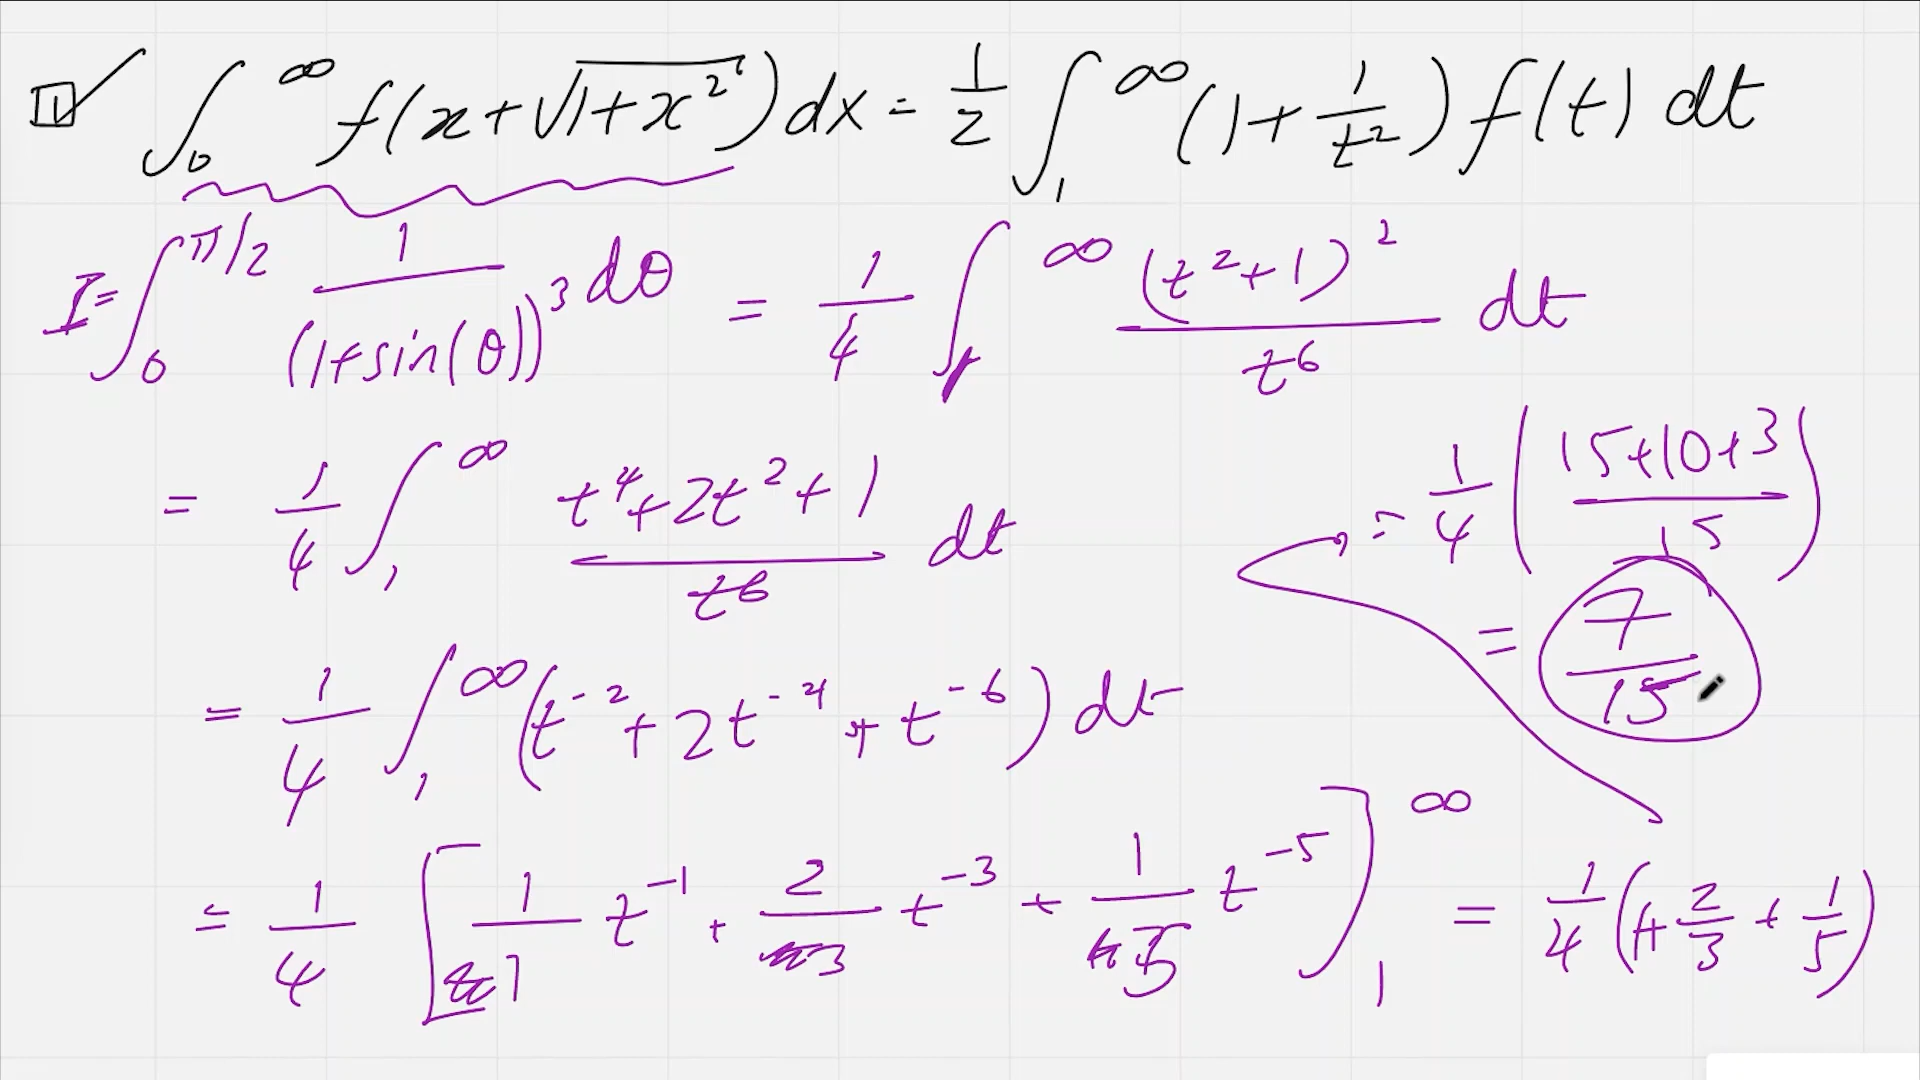 1 ✓ ∫₀^∞ f(x+√(1+x²))dx = 1/2 ∫₁^∞ (1+1/t²) f(t) dt
I= ∫₀^(π/2) 1/(1+sin(θ))³ dθ = 1/4 ∫₁^∞ (t²+1)²/t⁶ dt
= 1/4 ∫₁^∞ (t⁴+2t²+1)/t⁶ dt
= 1/4 ∫₁^∞ (t⁻²+2t⁻⁴+t⁻⁶) dt
= 1/4 [1/-1 t⁻¹ + 2/-3 t⁻³ + 1/-5 t⁻⁵]₁^∞ = 1/4 (1+2/3+1/5)
= 1/4 ((15+10+3)/15)
= 7/15